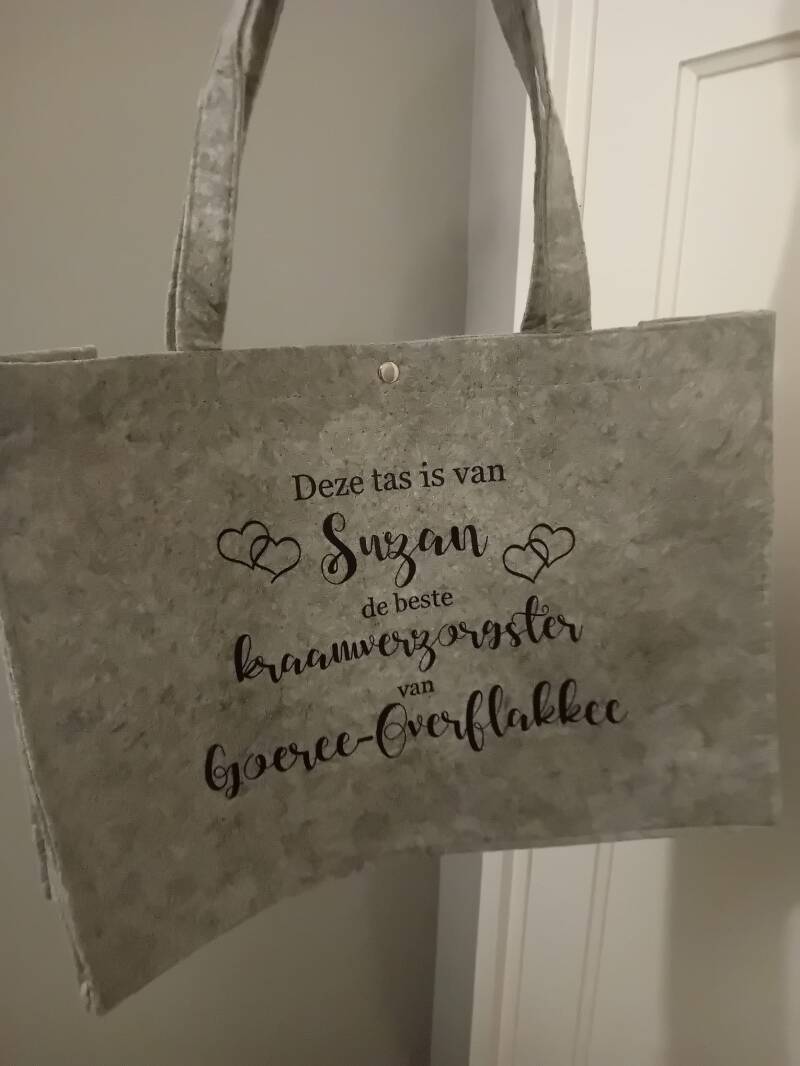 Deze tas is van
Suzan
de beste
kraamverzorgster
van
Goeree-Overflakkee